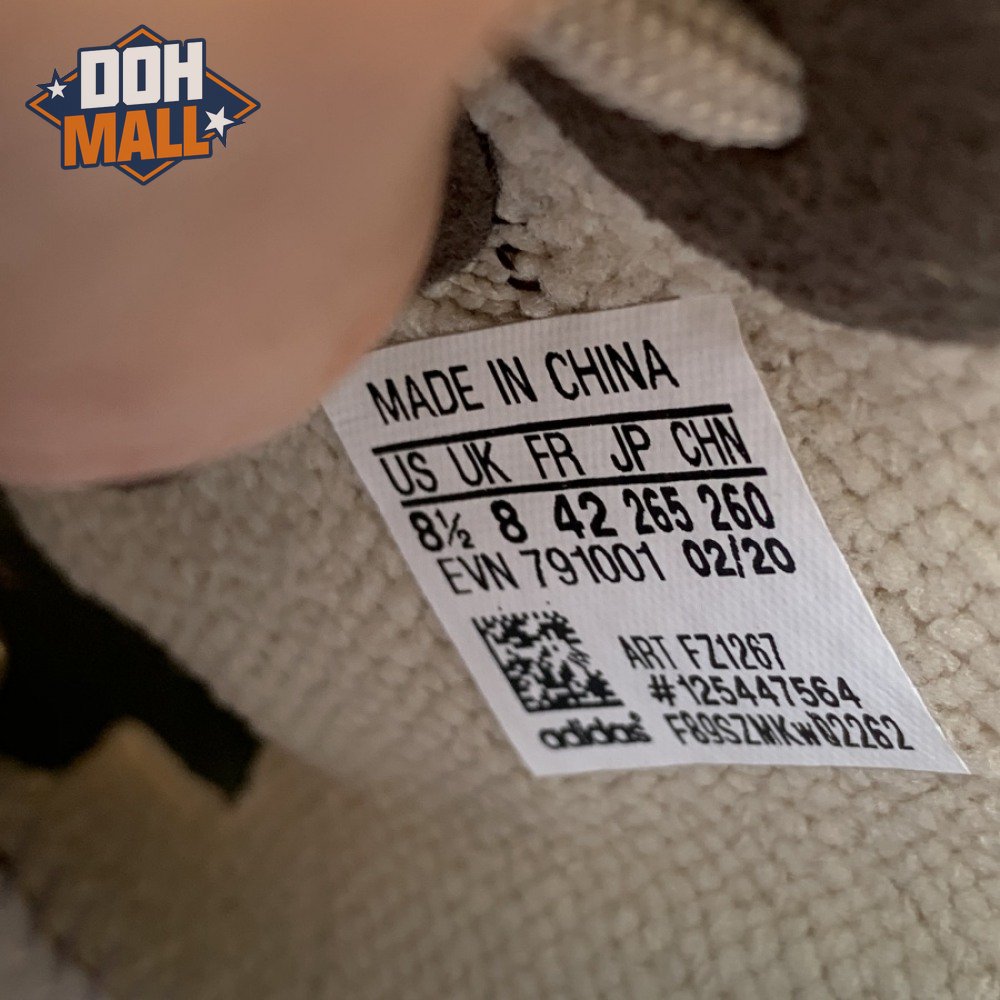 DOH
MALL
MADE IN CHINA
US UK FR JP CHN
8½ 8 42 265 260
EVN 791001 02/20
ART FZ1267
#125447564
adidas F89SZMKw02262